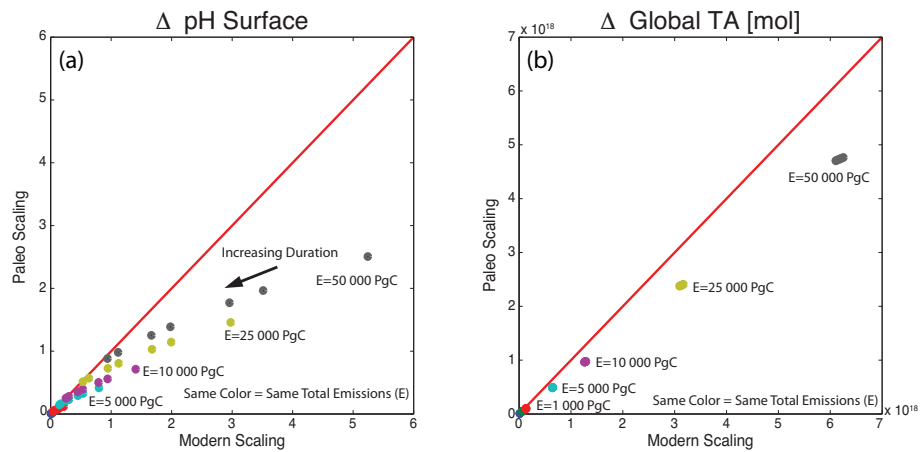 Δ pH Surface
(a)
6
5
4
3
2
1
0
0
1
2
3
4
5
6
Paleo Scaling
Modern Scaling
Increasing Duration
E=50 000 PgC
E=25 000 PgC
E=10 000 PgC
E=5 000 PgC
Same Color = Same Total Emissions (E)
Δ Global TA [mol]
x 10¹⁸
(b)
7
6
5
4
3
2
1
0
0
1
2
3
4
5
6
7
x 10¹⁸
Paleo Scaling
Modern Scaling
E=50 000 PgC
E=25 000 PgC
E=10 000 PgC
E=5 000 PgC
E=1 000 PgC
Same Color = Same Total Emissions (E)